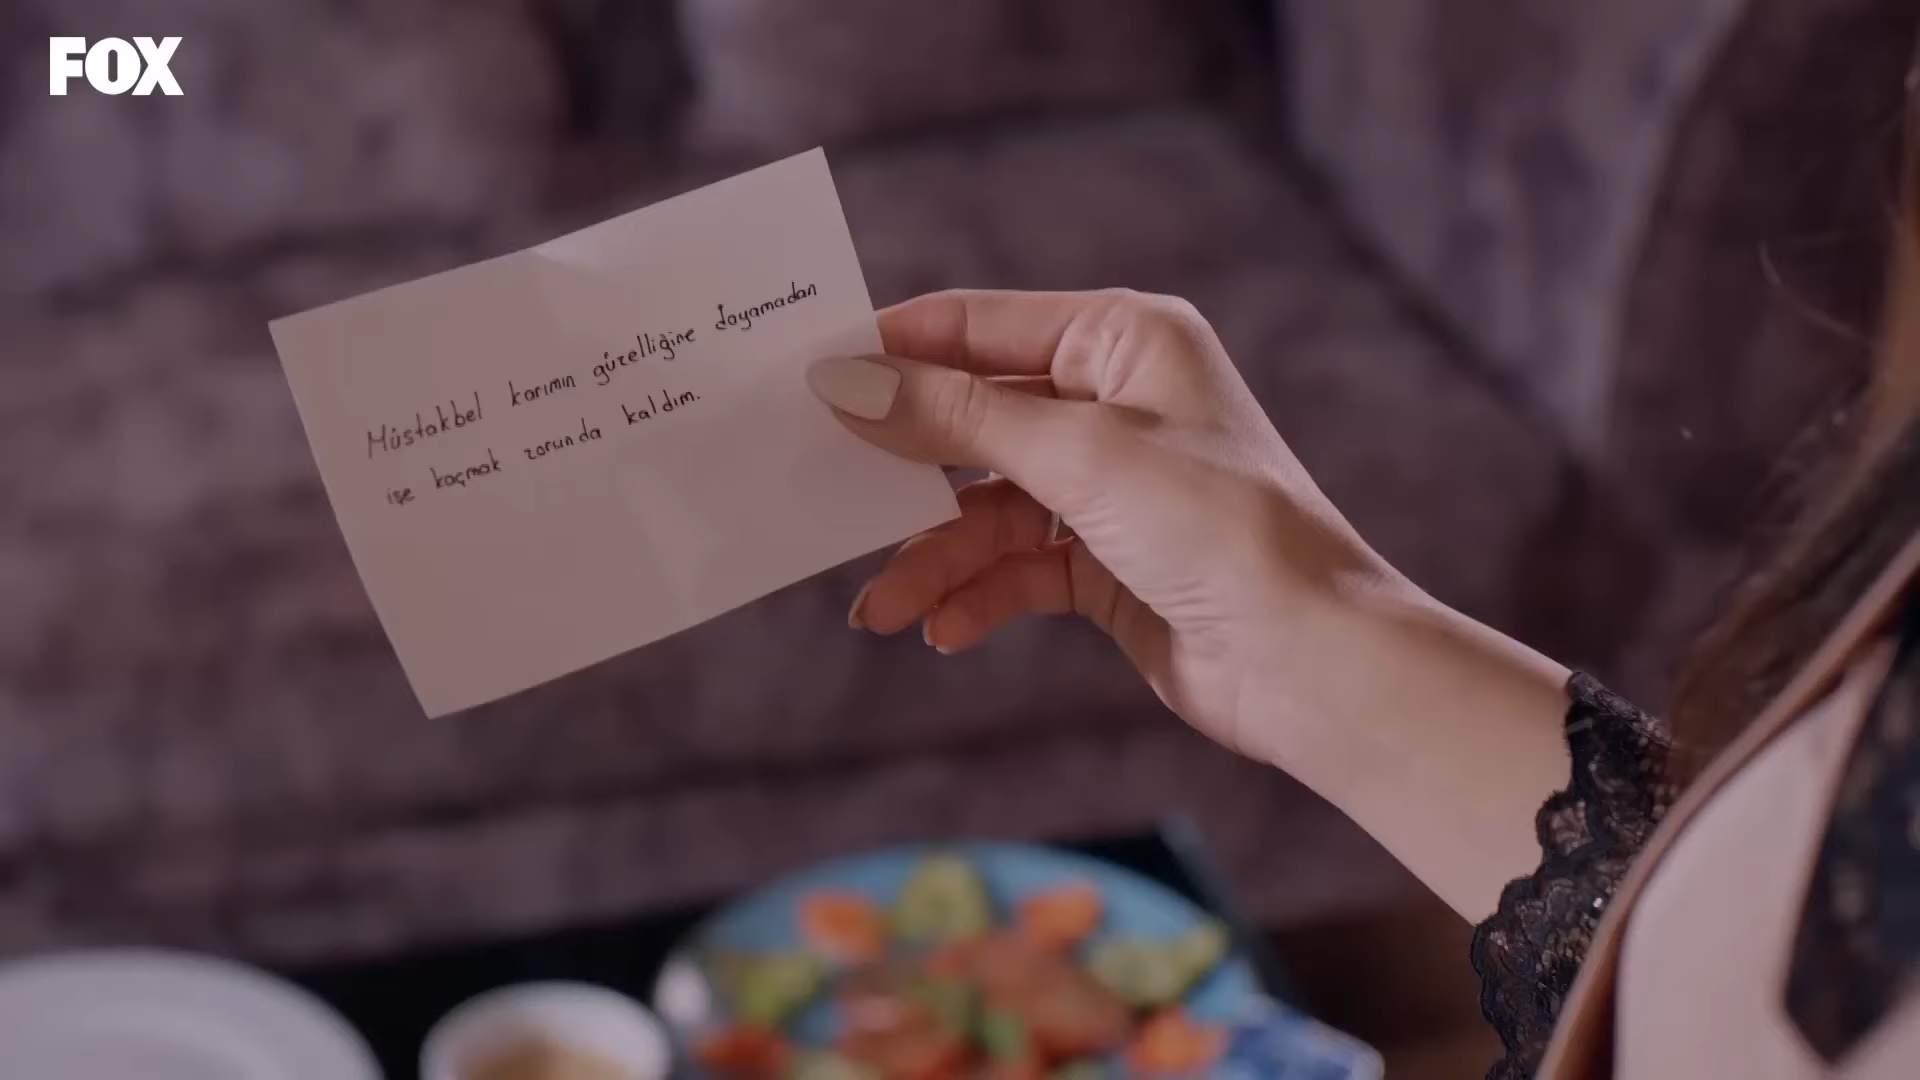 FOX
Müstakbel karımın güzelliğine dayamadan
işe kaçmak zorunda kaldım.